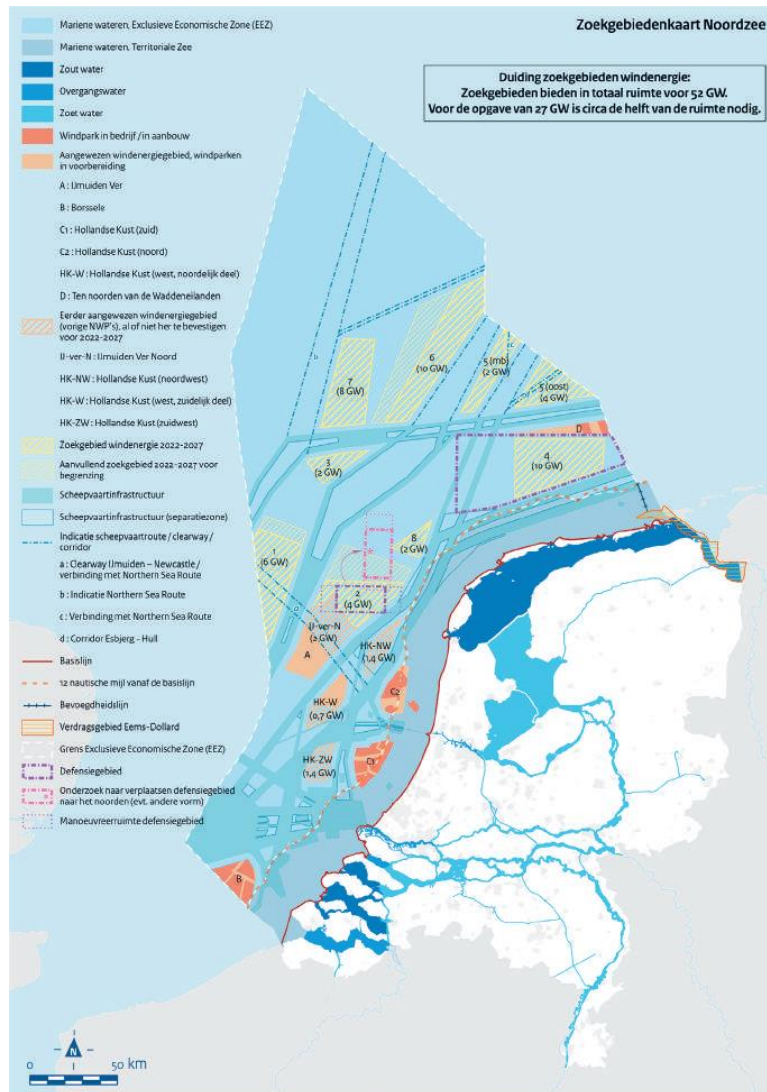 Zoekgebiedenkaart Noordzee
Duiding zoekgebieden windenergie:
Zoekgebieden bieden in totaal ruimte voor 52 GW.
Voor de opgave van 27 GW is circa de helft van de ruimte nodig.
Mariene wateren, Exclusieve Economische Zone (EEZ)
Mariene wateren, Territoriale Zee
Zout water
Overgangswater
Zoet water
Windpark in bedrijf /in aanbouw
Aangewezen windenergiegebied, windparken
in voorbereiding
A : IJmuiden Ver
B : Borssele
C1 : Hollandse Kust (zuid)
C2 : Hollandse Kust (noord)
HK-W : Hollandse Kust (west, noordelijk deel)
D : Ten noorden van de Waddeneilanden
Eerder aangewezen windenergiegebied
(vorige NWP's), al of niet her te bevestigen
voor 2022-2027
IJ-ver-N : IJmuiden Ver Noord
HK-NW : Hollandse Kust (noordwest)
HK-W : Hollandse Kust (west, zuidelijk deel)
HK-ZW : Hollandse Kust (zuidwest)
Zoekgebied windenergie 2022-2027
Aanvullend zoekgebied 2022-2027 voor
begrenzing
Scheepvaartinfrastructuur
Scheepvaartinfrastructuur (separatiezone)
Indicatie scheepvaartroute / clearway /
corridor
a : Clearway IJmuiden – Newcastle /
verbinding met Northern Sea Route
b : Indicatie Northern Sea Route
c : Verbinding met Northern Sea Route
d : Corridor Esbjerg - Hull
Basislijn
12 nautische mijl vanaf de basislijn
Bevoegdheidslijn
Verdragsgebied Eems-Dollard
Grens Exclusieve Economische Zone (EEZ)
Defensiegebied
Onderzoek naar verplaatsen defensiegebied
naar het noorden (evt. andere vorm)
Manoeuvreerruimte defensiegebied
b
c
6
(10 GW)
5 (mb)
(2 GW)
7
(8 GW)
5 (oost)
(4 GW)
D
3
(2 GW)
4
(10 GW)
1
(6 GW)
8
(2 GW)
2
(4 GW)
a
IJ-ver-N
(2 GW)
HK-NW
(1,4 GW)
A
C2
HK-W
(0,7 GW)
HK-ZW
(1,4 GW)
C1
B
N
0
50 km